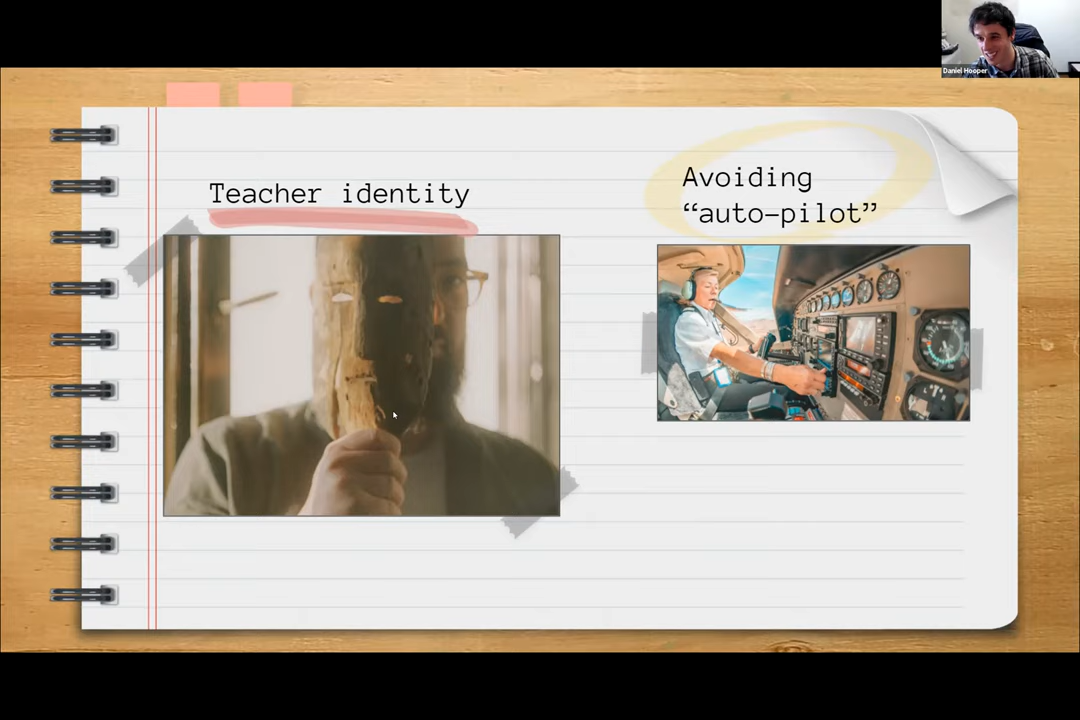 Daniel Hooper
Teacher identity
Avoiding
“auto-pilot”